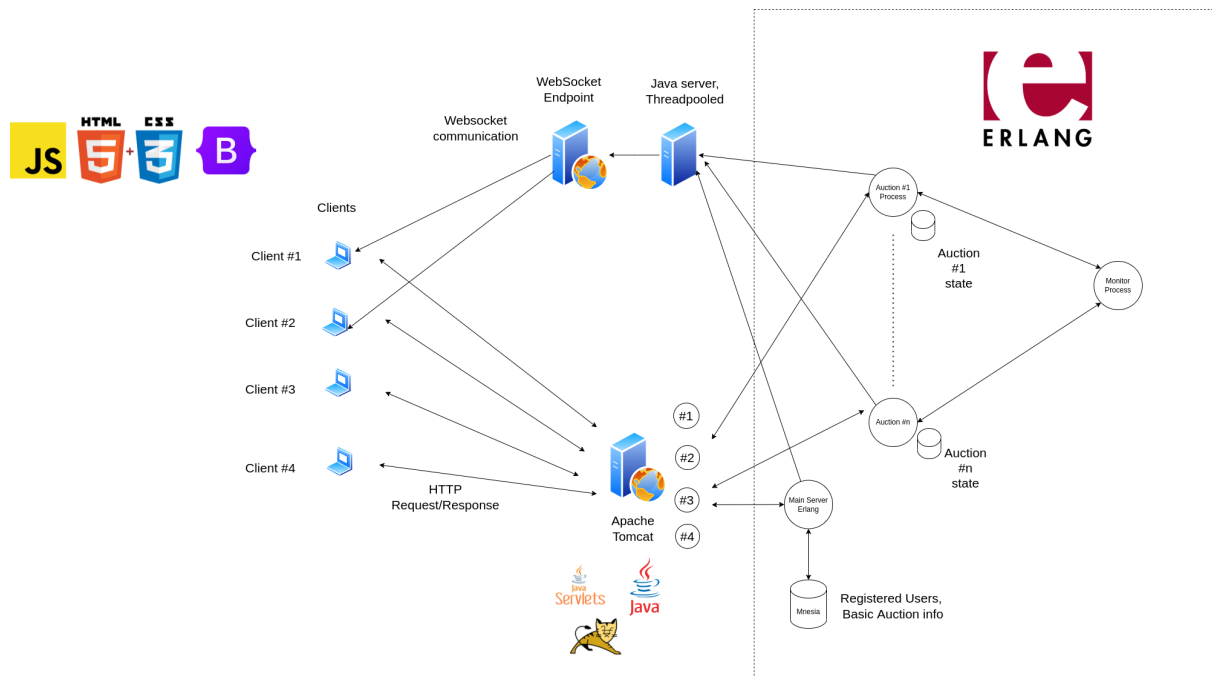 WebSocket
Endpoint
Java server,
Threadpooled
ERLANG
Websocket
communication
JS
HTML
5
+
CSS
3
B
Clients
Client #1
Client #2
Client #3
Client #4
HTTP
Request/Response
Apache
Tomcat
#1
#2
#3
#4
Java
Servlets
Java
Auction #1
Process
Auction
#1
state
Monitor
Process
Auction #n
Auction
#n
state
Main Server
Erlang
Mnesia
Registered Users,
Basic Auction info